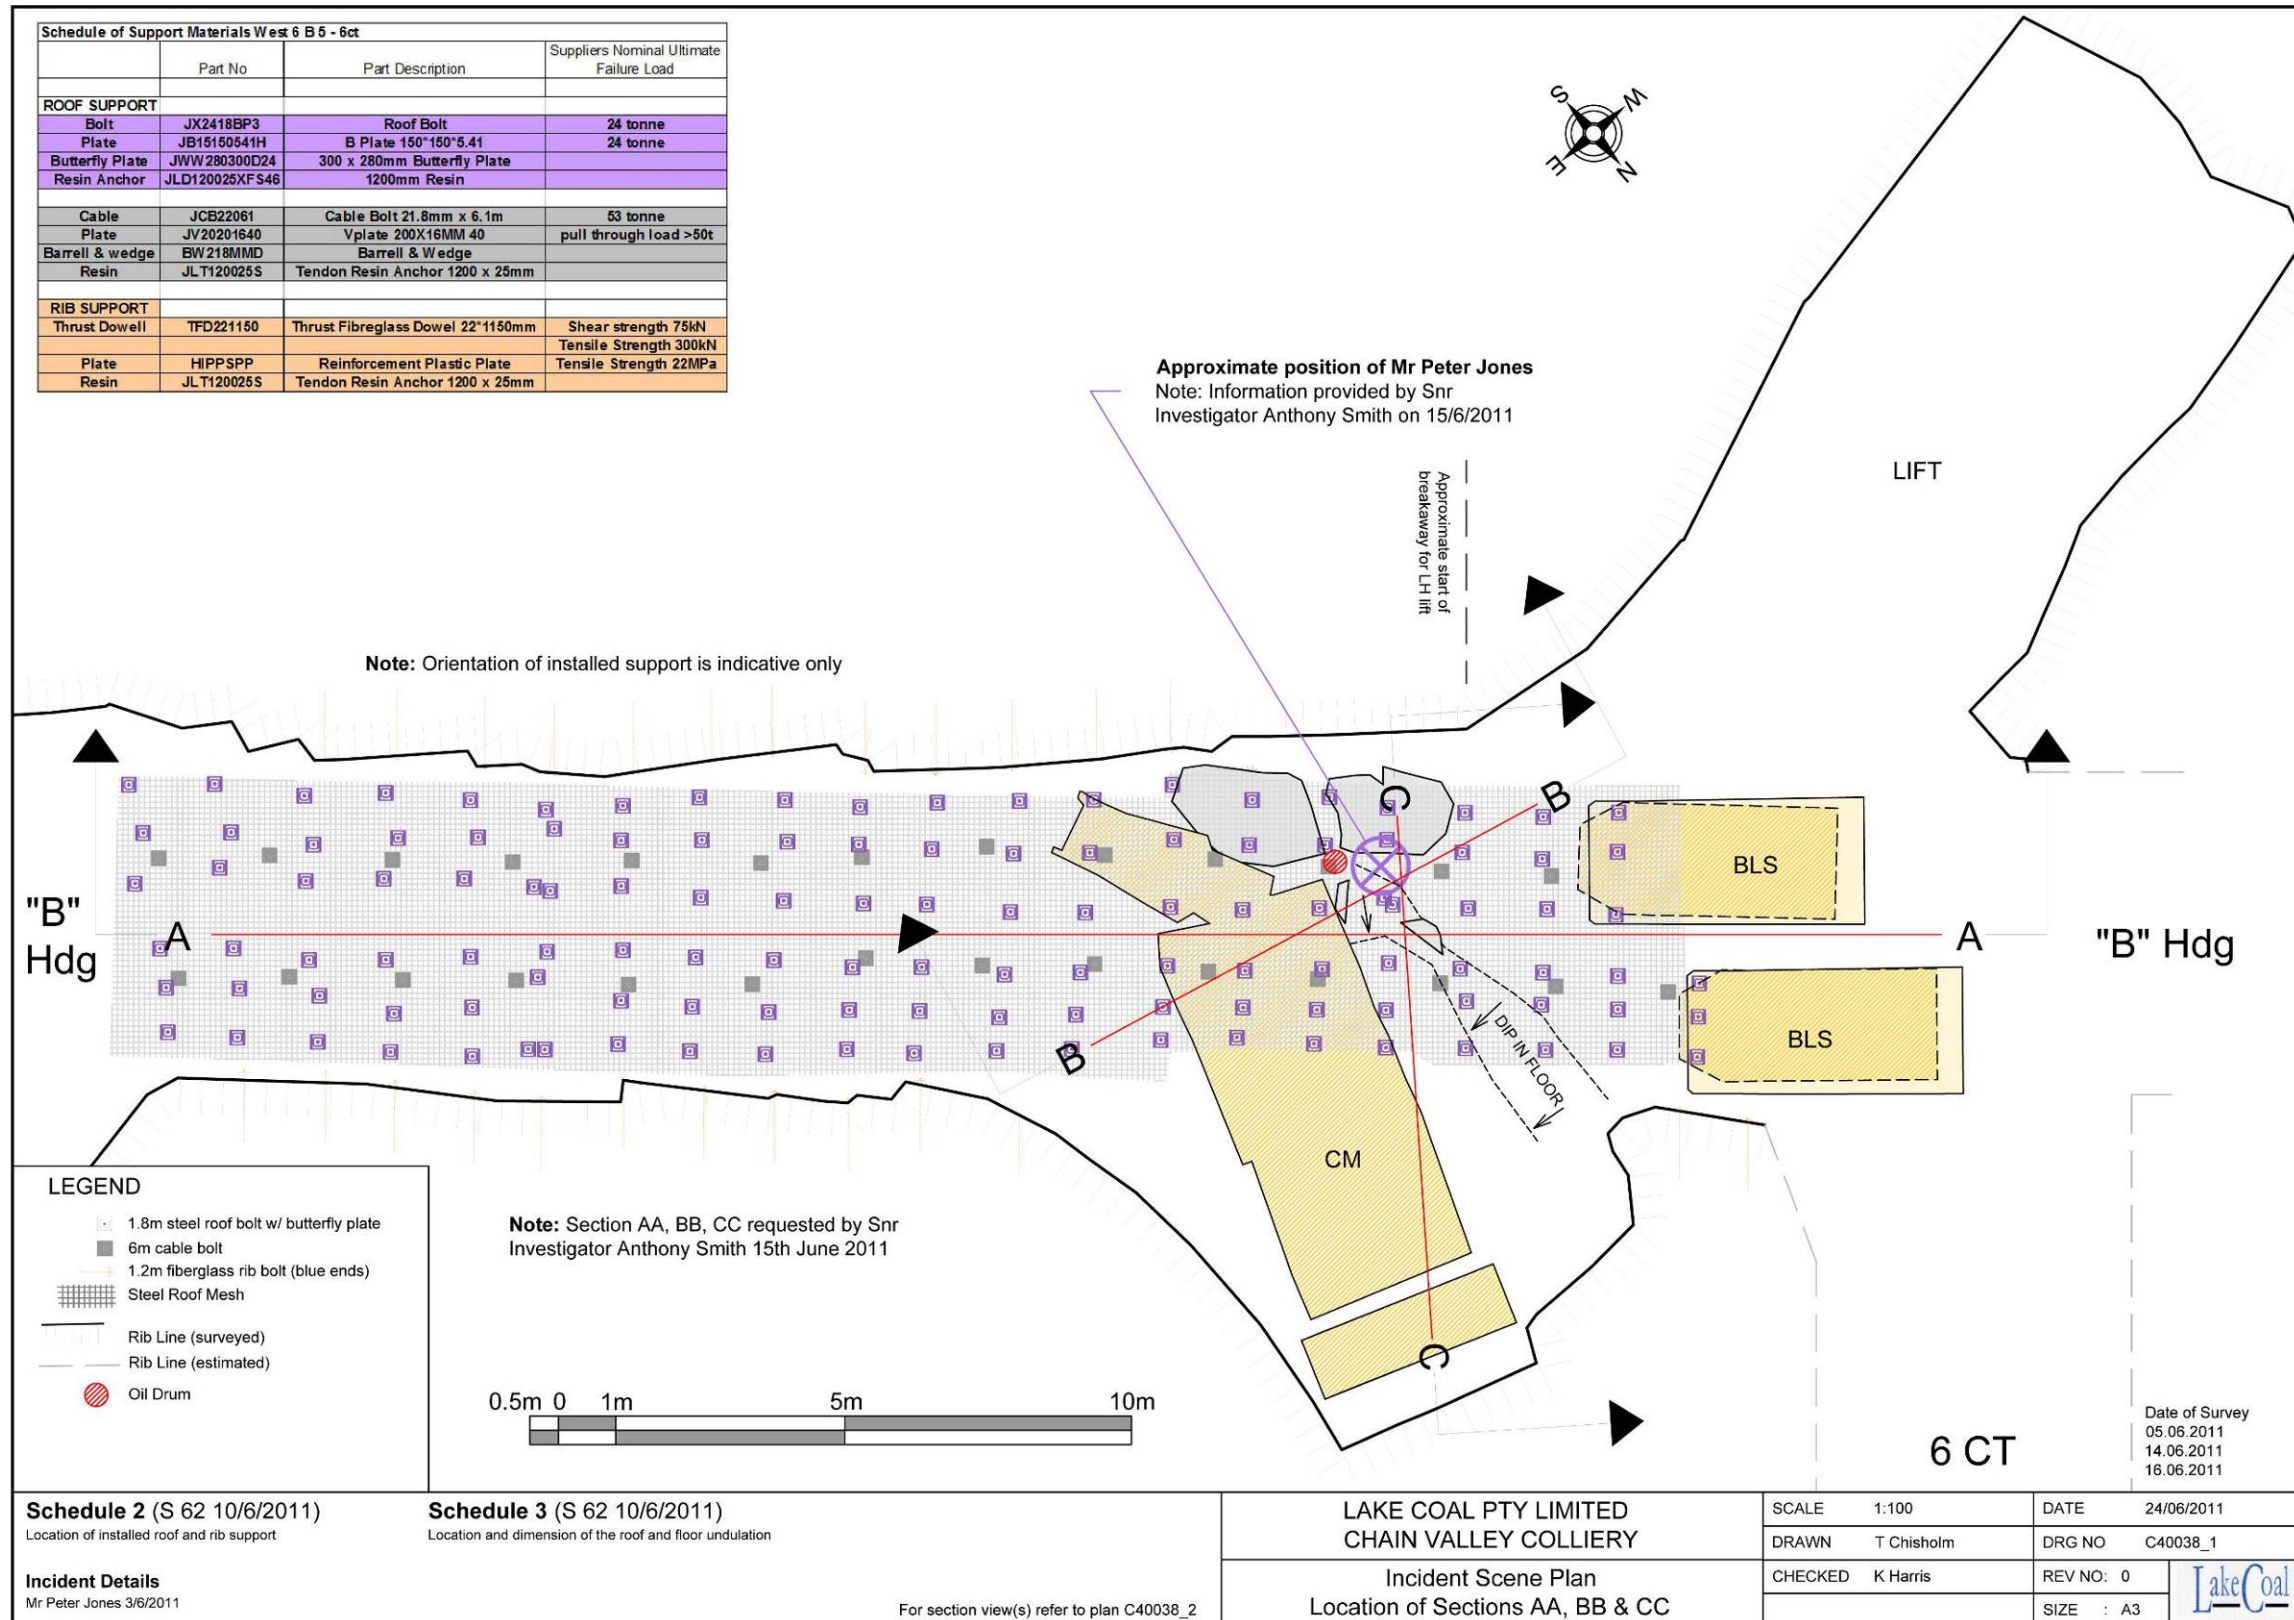 Schedule of Support Materials West 6 B 5 - 6ct
Part No Part Description Suppliers Nominal Ultimate Failure Load
ROOF SUPPORT
Bolt JX2418BP3 Roof Bolt 24 tonne
Plate JB15150541H B Plate 150*150*5.41 24 tonne
Butterfly Plate JWW280300D24 300 x 280mm Butterfly Plate
Resin Anchor JLD120025XFS46 1200mm Resin
Cable JCB22061 Cable Bolt 21.8mm x 6.1m 53 tonne
Plate JV20201640 Vplate 200X16MM 40 pull through load >50t
Barrell & wedge BW218MMD Barrell & Wedge
Resin JLT120025S Tendon Resin Anchor 1200 x 25mm
RIB SUPPORT
Thrust Dowell TFD221150 Thrust Fibreglass Dowel 22*1150mm Shear strength 75kN
Tensile Strength 300kN
Plate HIPPSPP Reinforcement Plastic Plate Tensile Strength 22MPa
Resin JLT120025S Tendon Resin Anchor 1200 x 25mm
S W E N
Approximate position of Mr Peter Jones
Note: Information provided by Snr
Investigator Anthony Smith on 15/6/2011
LIFT
Approximate start of
breakaway for LH lift
Note: Orientation of installed support is indicative only
C
B
BLS
"B"
Hdg
A
A
"B" Hdg
B
BLS
DIP IN FLOOR
CM
C
LEGEND
1.8m steel roof bolt w/ butterfly plate
6m cable bolt
1.2m fiberglass rib bolt (blue ends)
Steel Roof Mesh
Rib Line (surveyed)
Rib Line (estimated)
Oil Drum
Note: Section AA, BB, CC requested by Snr
Investigator Anthony Smith 15th June 2011
0.5m 0 1m 5m 10m
6 CT
Date of Survey
05.06.2011
14.06.2011
16.06.2011
Schedule 2 (S 62 10/6/2011)
Location of installed roof and rib support
Schedule 3 (S 62 10/6/2011)
Location and dimension of the roof and floor undulation
Incident Details
Mr Peter Jones 3/6/2011
For section view(s) refer to plan C40038_2
LAKE COAL PTY LIMITED
CHAIN VALLEY COLLIERY
Incident Scene Plan
Location of Sections AA, BB & CC
SCALE 1:100
DRAWN T Chisholm
CHECKED K Harris
DATE 24/06/2011
DRG NO C40038_1
REV NO: 0
SIZE : A3
LakeCoal